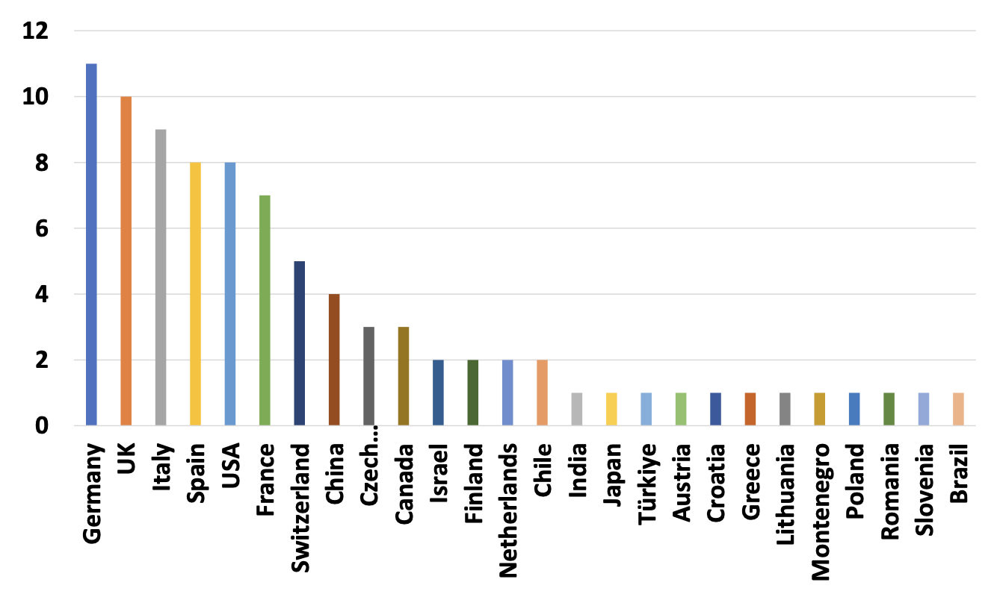 12
10
8
6
4
2
0
Germany
UK
Italy
Spain
USA
France
Switzerland
China
Czech...
Canada
Israel
Finland
Netherlands
Chile
India
Japan
Türkiye
Austria
Croatia
Greece
Lithuania
Montenegro
Poland
Romania
Slovenia
Brazil